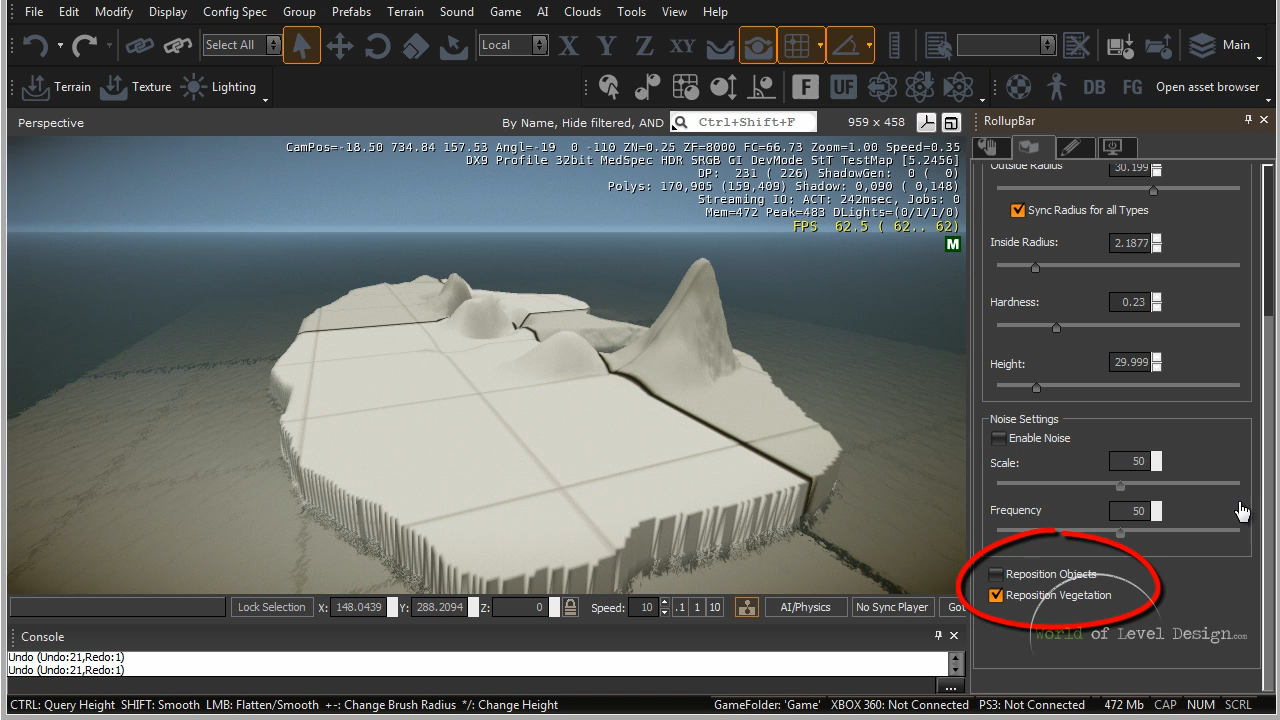 File Edit Modify Display Config Spec Group Prefabs Terrain Sound Game AI Clouds Tools View Help
Select All Local X Y Z XY Main
Terrain Texture Lighting F UF DB FG Open asset browser
Perspective By Name, Hide filtered, AND Ctrl+Shift+F 959 x 458
RollupBar
CamPos=-18.50 734.84 157.53 Angl=-19 0 -110 ZN=0.25 ZF=8000 FC=66.73 Zoom=1.00 Speed=0.35
DX9 Profile 32bit MedSpec HDR SRGB GI DevMode StT TestMap [5.2456]
DP: 231 ( 226) ShadowGen: 0 ( 0)
Polys: 170,905 (159,409) Shadow: 0,090 ( 0,148)
Streaming IO: ACT: 242msec, Jobs: 0
Mem=472 Peak=483 DLights=(0/1/1/0)
FPS 62.5 ( 62.. 62)
M
Outside Radius 30.199
Sync Radius for all Types
Inside Radius: 2.1877
Hardness: 0.23
Height: 29.999
Noise Settings
Enable Noise
Scale: 50
Frequency 50
Reposition Objects
Reposition Vegetation
World of Level Design.com
Lock Selection X: 148.0439 Y: 288.2094 Z: 0 Speed: 10 .1 1 10 AI/Physics No Sync Player Got
Console
Undo (Undo:21,Redo:1)
Undo (Undo:21,Redo:1)
...
CTRL: Query Height SHIFT: Smooth LMB: Flatten/Smooth +-: Change Brush Radius */: Change Height GameFolder: 'Game' XBOX 360: Not Connected PS3: Not Connected 472 Mb CAP NUM SCRL